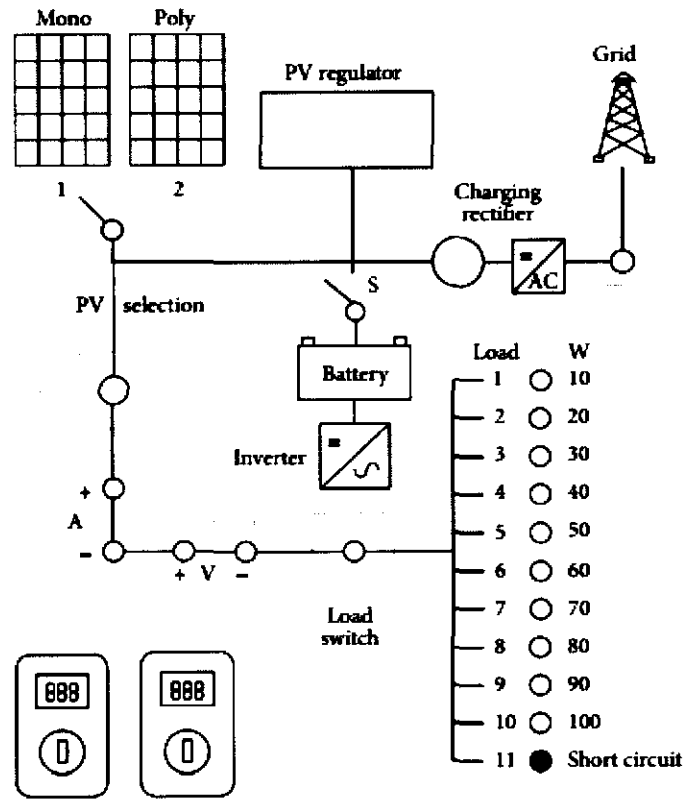 Mono Poly
PV regulator
Grid
1 2
Charging
rectifier
S
AC
PV selection
Load W
Battery
1 10
2 20
Inverter
3 30
4 40
+
A
5 50
-
+ V -
6 60
Load
switch
7 70
8 80
888 888
9 90
10 100
11 Short circuit